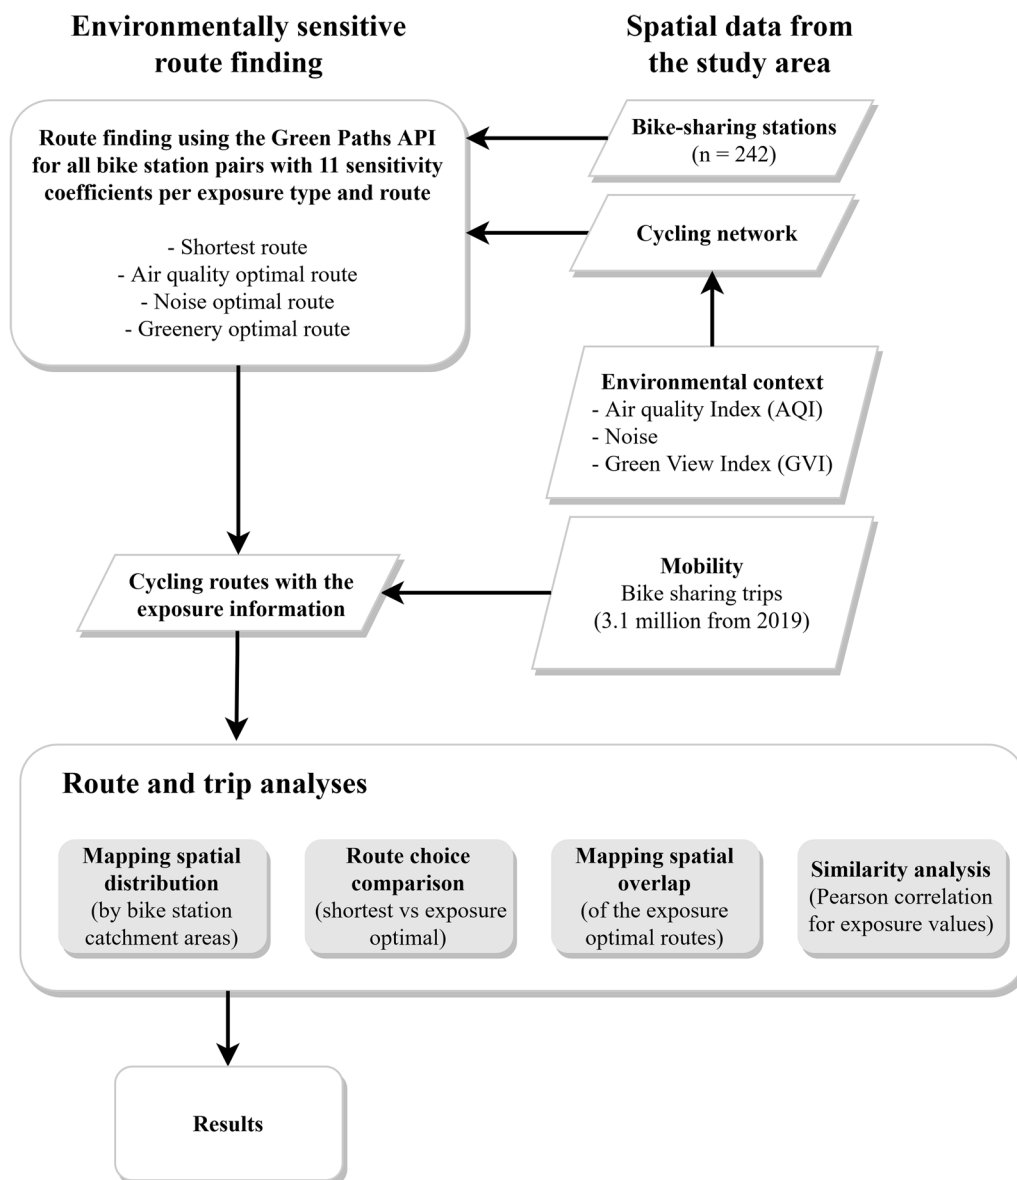 Environmentally sensitive
route finding
Spatial data from
the study area
Route finding using the Green Paths API
for all bike station pairs with 11 sensitivity
coefficients per exposure type and route
- Shortest route
- Air quality optimal route
- Noise optimal route
- Greenery optimal route
Bike-sharing stations
(n = 242)
Cycling network
Environmental context
- Air quality Index (AQI)
- Noise
- Green View Index (GVI)
Mobility
Bike sharing trips
(3.1 million from 2019)
Cycling routes with the
exposure information
Route and trip analyses
Mapping spatial
distribution
(by bike station
catchment areas)
Route choice
comparison
(shortest vs exposure
optimal)
Mapping spatial
overlap
(of the exposure
optimal routes)
Similarity analysis
(Pearson correlation
for exposure values)
Results